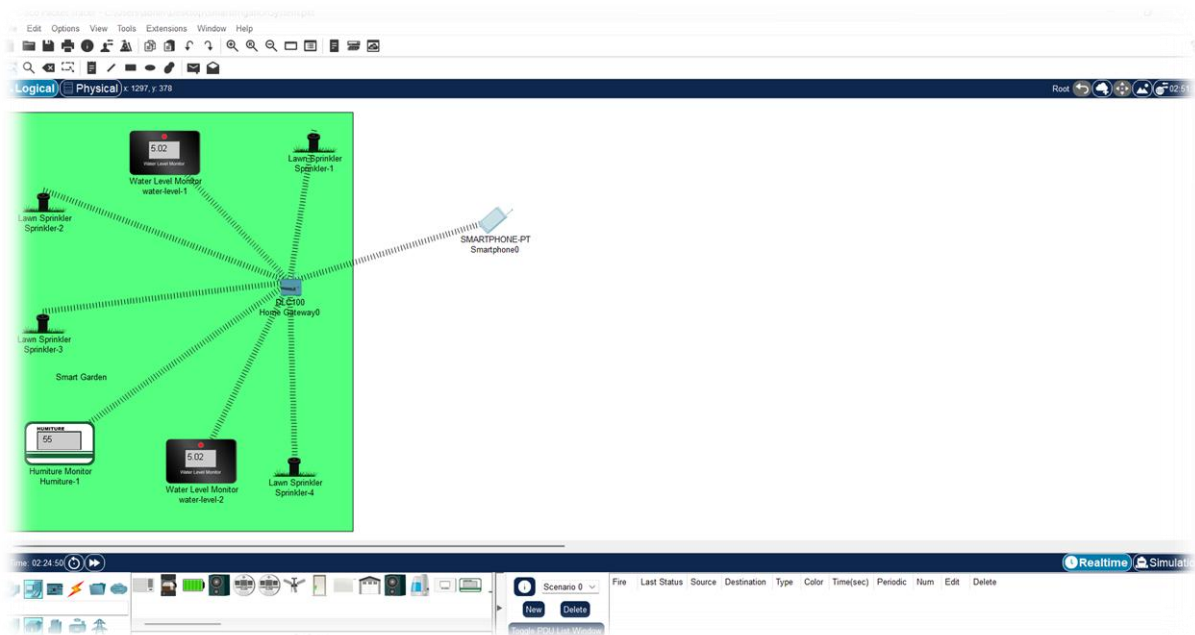 Edit Options View Tools Extensions Window Help
Logical Physical x: 1297, y: 378 Root 02:51
5.02
Water Level Monitor
Water Level Monitor
water-level-1
Lawn Sprinkler
Sprinkler-1
Lawn Sprinkler
Sprinkler-2
SMARTPHONE-PT
Smartphone0
DLC100
Home Gateway0
Lawn Sprinkler
Sprinkler-3
Smart Garden
HUMITURE
55
Humiture Monitor
Humiture-1
5.02
Water Level Monitor
Water Level Monitor
water-level-2
Lawn Sprinkler
Sprinkler-4
Time: 02:24:50 Realtime Simulatio
Scenario 0 Fire Last Status Source Destination Type Color Time(sec) Periodic Num Edit Delete
New Delete
Toggle PDU List Window